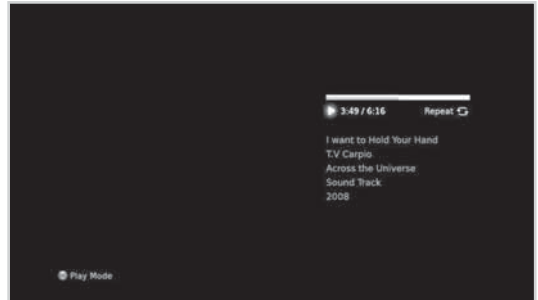 3:49 / 6:16 Repeat
I want to Hold Your Hand
T.V Carpio
Across the Universe
Sound Track
2008
Play Mode